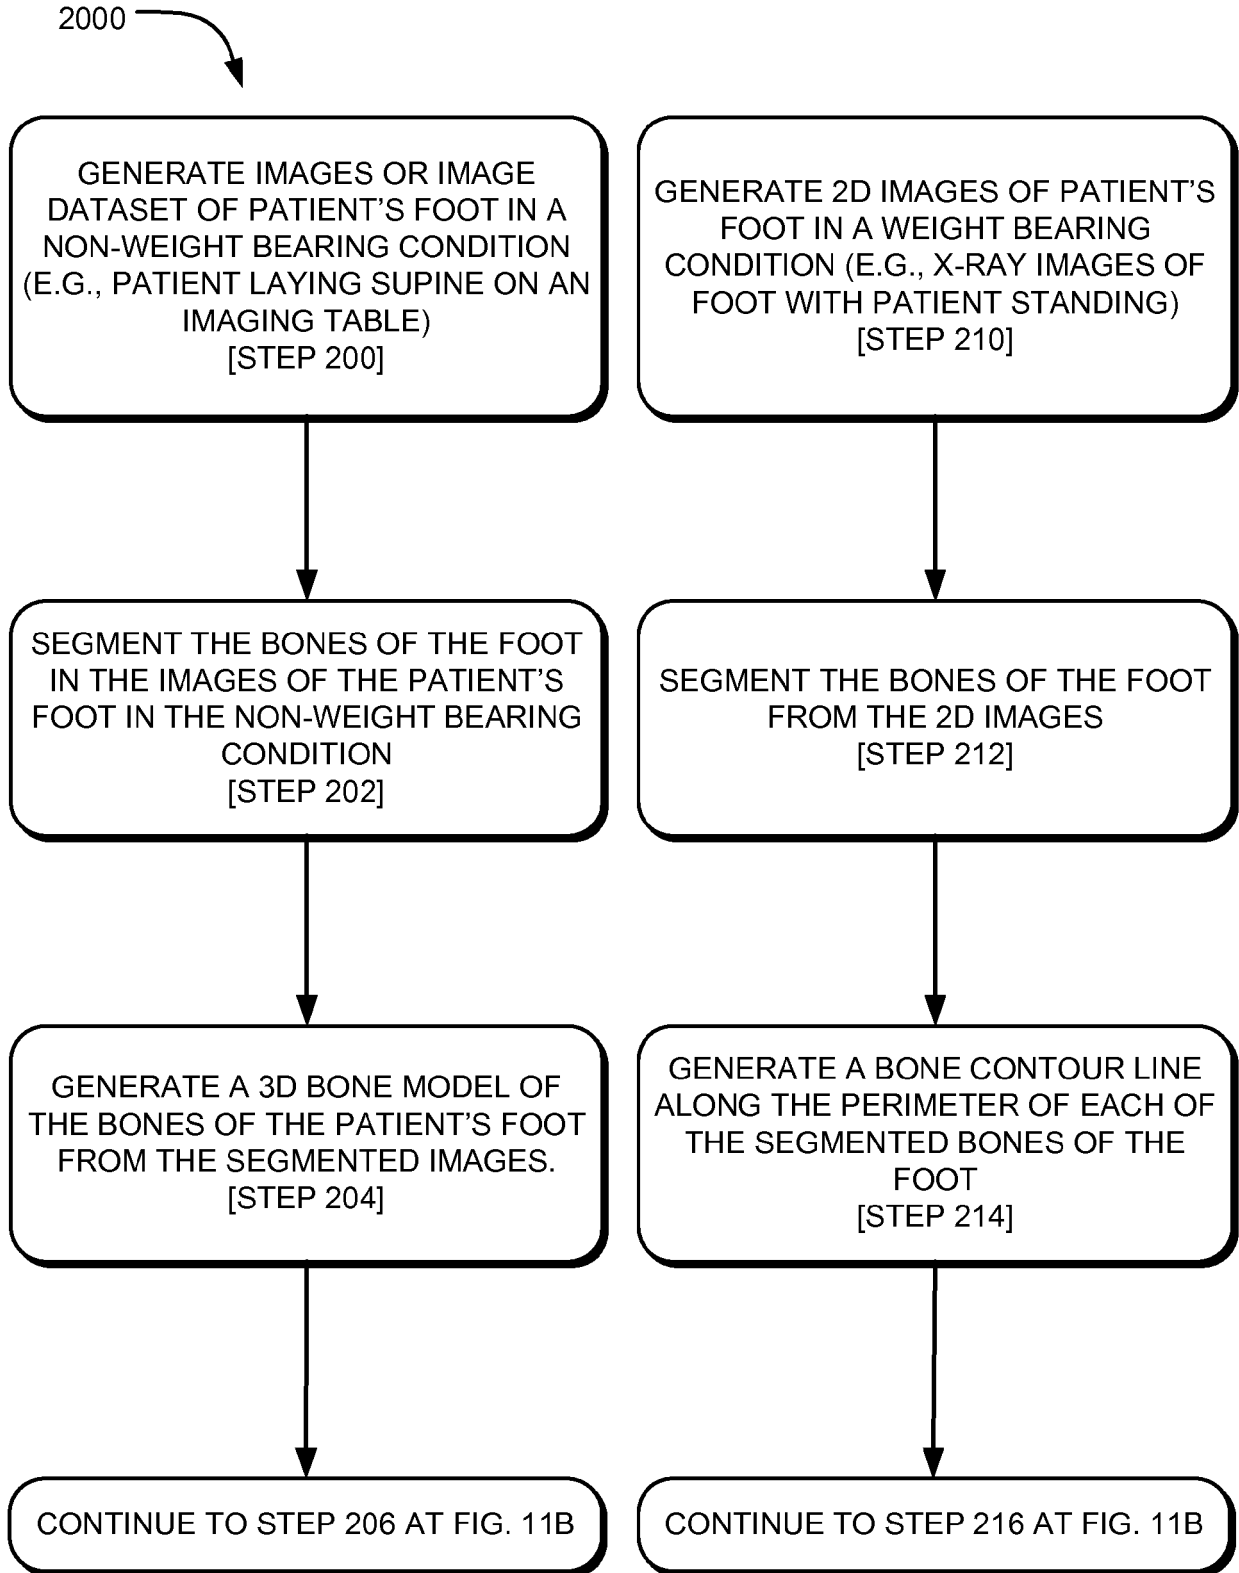 2000
GENERATE IMAGES OR IMAGE
DATASET OF PATIENT'S FOOT IN A
NON-WEIGHT BEARING CONDITION
(E.G., PATIENT LAYING SUPINE ON AN
IMAGING TABLE)
[STEP 200]
SEGMENT THE BONES OF THE FOOT
IN THE IMAGES OF THE PATIENT'S
FOOT IN THE NON-WEIGHT BEARING
CONDITION
[STEP 202]
GENERATE A 3D BONE MODEL OF
THE BONES OF THE PATIENT'S FOOT
FROM THE SEGMENTED IMAGES.
[STEP 204]
CONTINUE TO STEP 206 AT FIG. 11B
GENERATE 2D IMAGES OF PATIENT'S
FOOT IN A WEIGHT BEARING
CONDITION (E.G., X-RAY IMAGES OF
FOOT WITH PATIENT STANDING)
[STEP 210]
SEGMENT THE BONES OF THE FOOT
FROM THE 2D IMAGES
[STEP 212]
GENERATE A BONE CONTOUR LINE
ALONG THE PERIMETER OF EACH OF
THE SEGMENTED BONES OF THE
FOOT
[STEP 214]
CONTINUE TO STEP 216 AT FIG. 11B